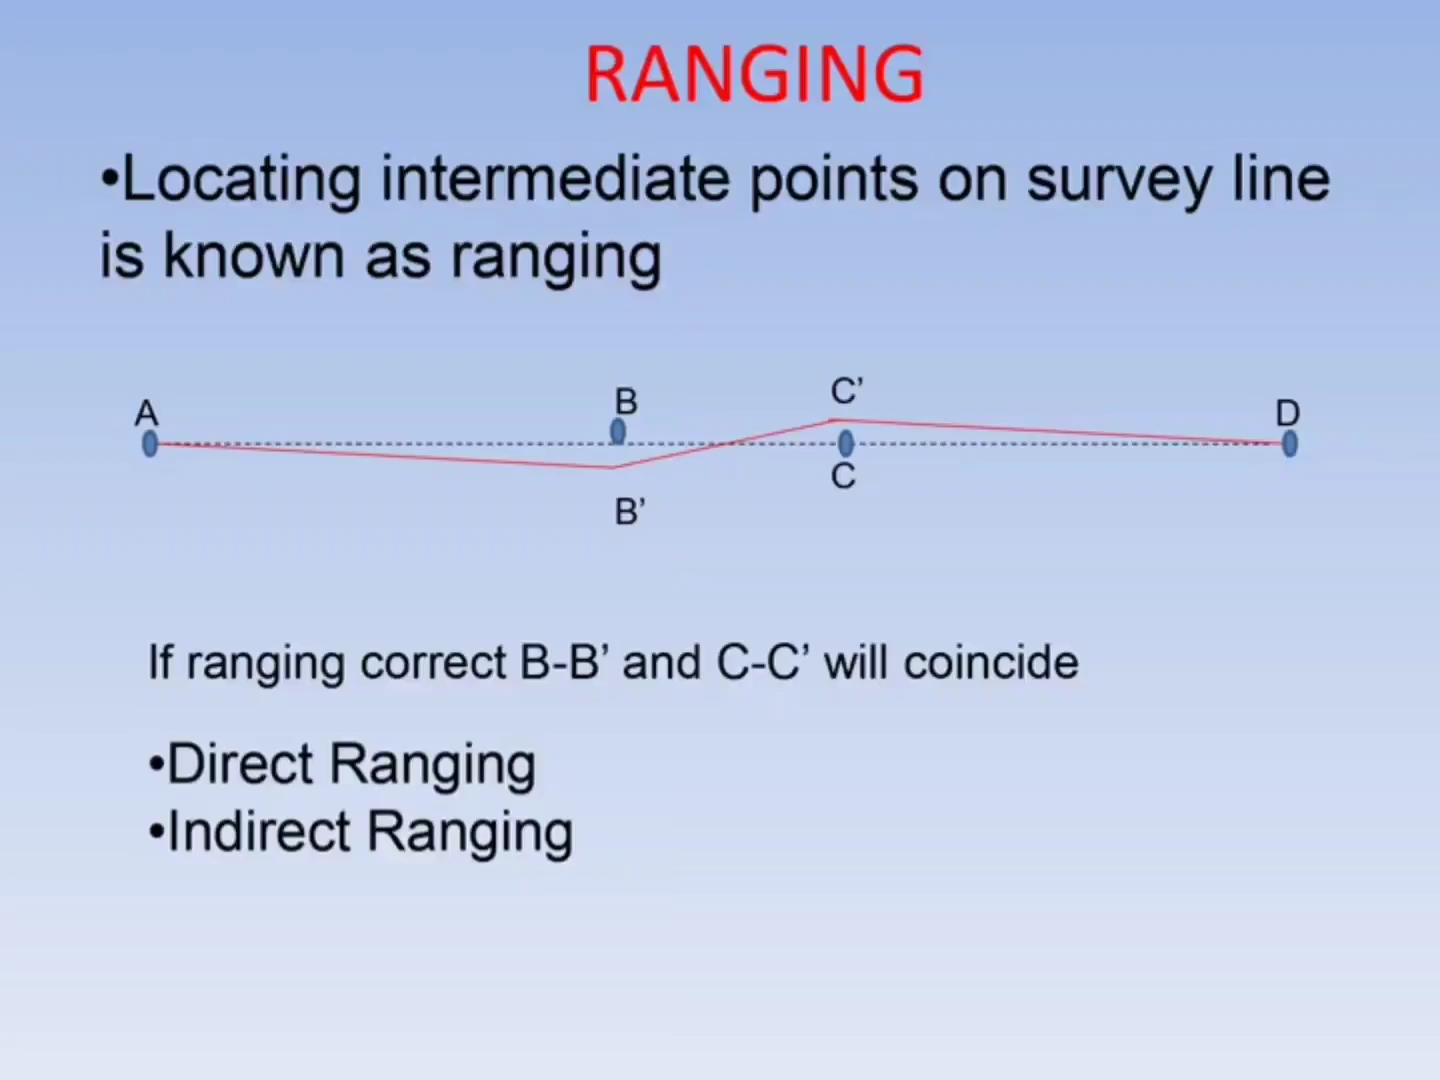 RANGING
•Locating intermediate points on survey line
is known as ranging
A
B
C’
D
C
B’
If ranging correct B-B’ and C-C’ will coincide
•Direct Ranging
•Indirect Ranging